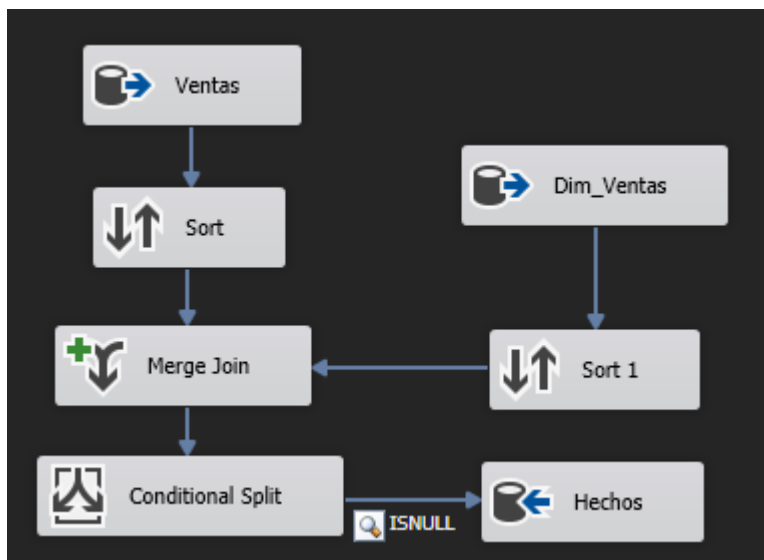 Ventas
Dim_Ventas
Sort
Merge Join
Sort 1
Conditional Split
ISNULL
Hechos